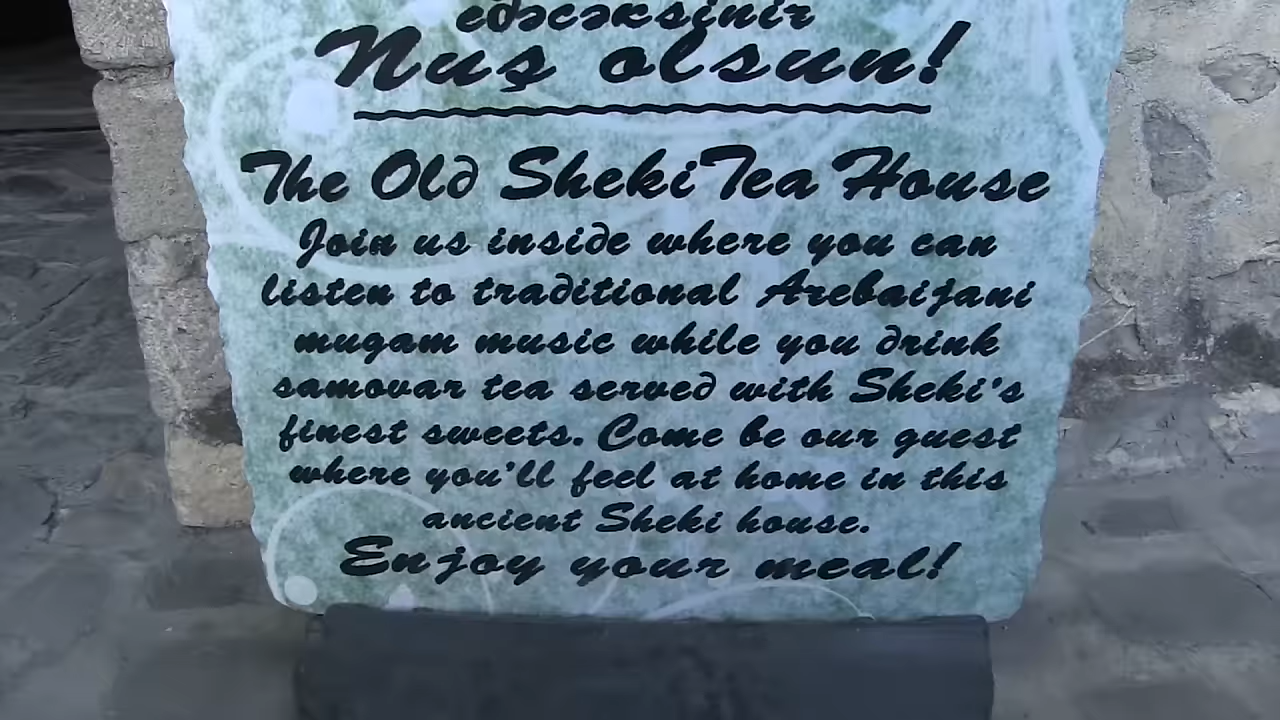 edəcəksinir
Nuş olsun!
The Old Sheki Tea House
Join us inside where you can
listen to traditional Arebaijani
mugam music while you drink
samovar tea served with Sheki's
finest sweets. Come be our guest
where you'll feel at home in this
ancient Sheki house.
Enjoy your meal!